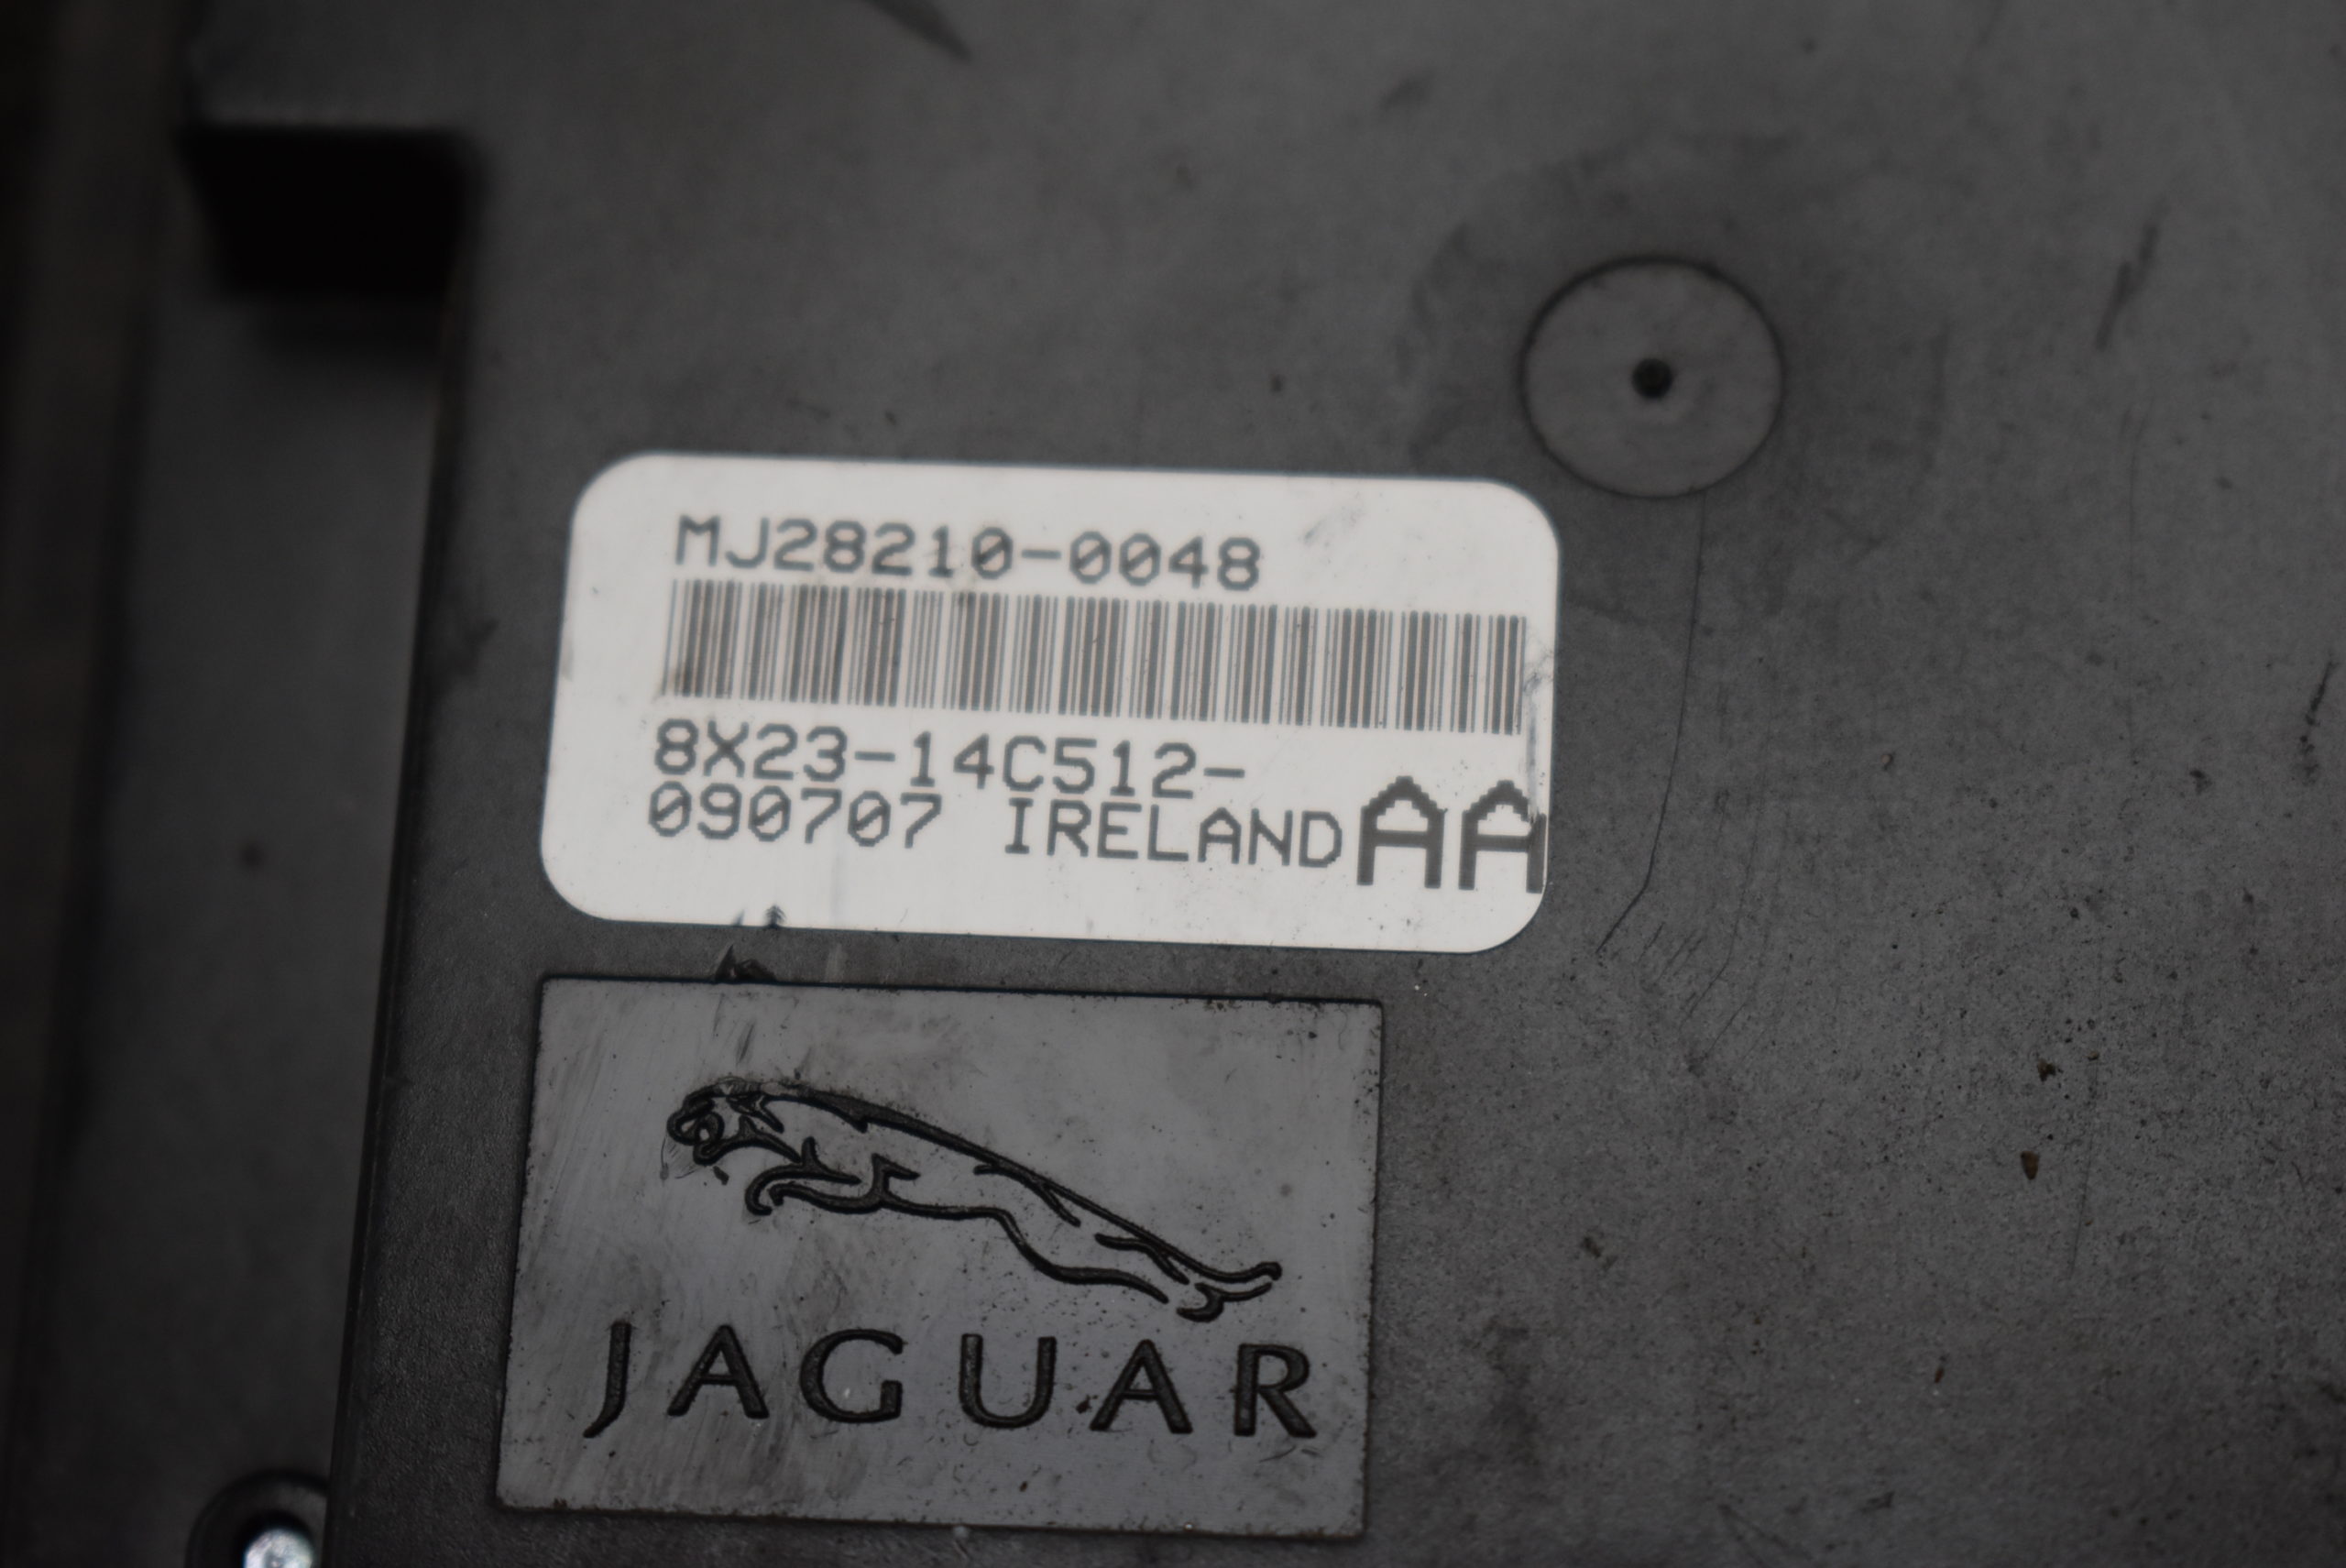 MJ28210-0048
8X23-14C512-
090707 IRELAND AA
JAGUAR